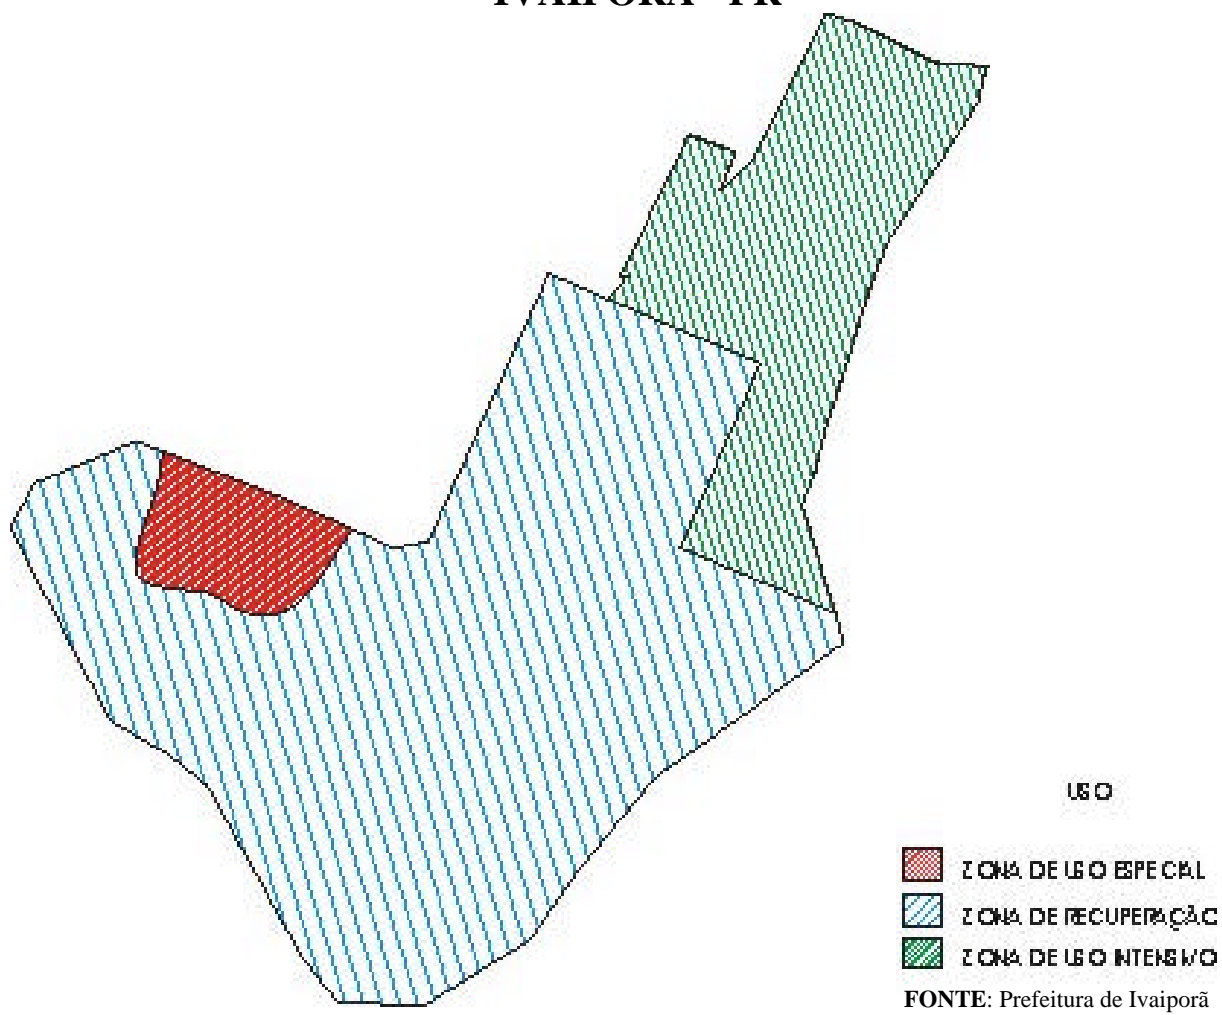 IVAIPORÃ - PR
USO
ZONA DE USO ESPECIAL
ZONA DE RECUPERAÇÃO
ZONA DE USO INTENSIVO
FONTE: Prefeitura de Ivaiporã